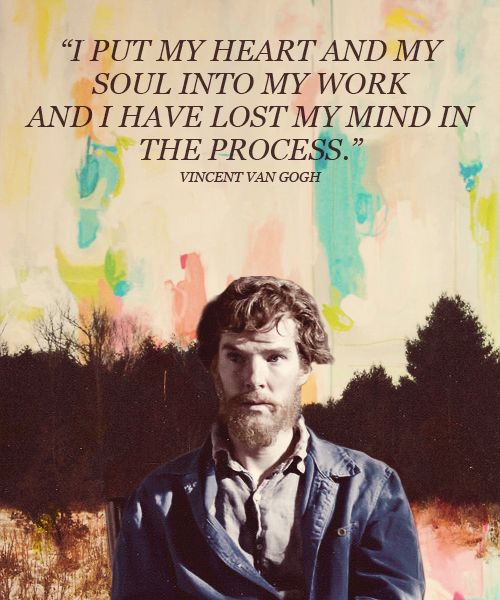 “I PUT MY HEART AND MY
SOUL INTO MY WORK
AND I HAVE LOST MY MIND IN
THE PROCESS.”
VINCENT VAN GOGH